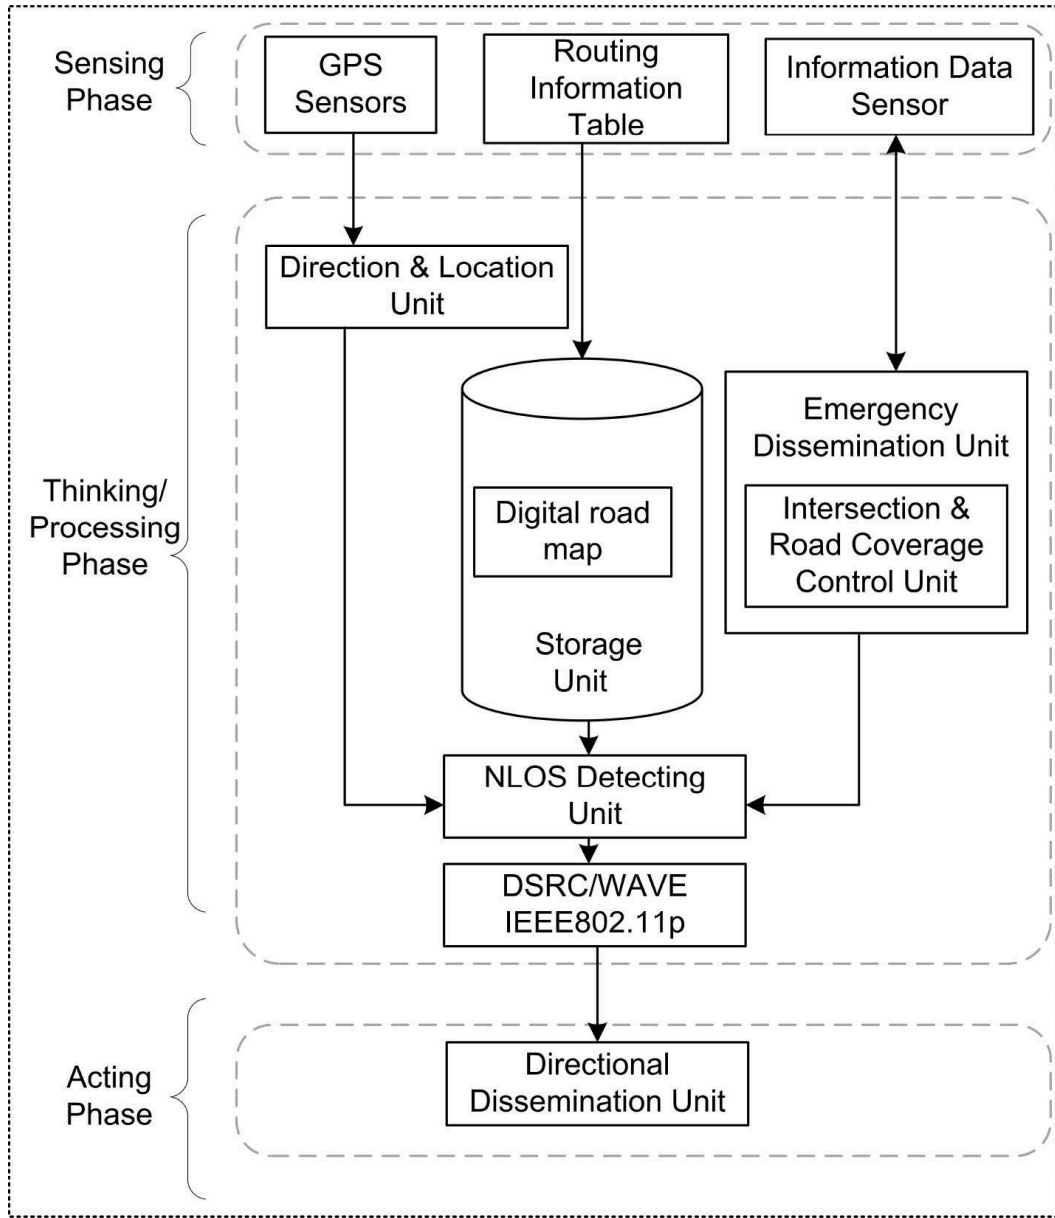 Sensing
Phase
GPS
Sensors
Routing
Information
Table
Information Data
Sensor
Thinking/
Processing
Phase
Direction & Location
Unit
Digital road
map
Storage
Unit
Emergency
Dissemination Unit
Intersection &
Road Coverage
Control Unit
NLOS Detecting
Unit
DSRC/WAVE
IEEE802.11p
Acting
Phase
Directional
Dissemination Unit